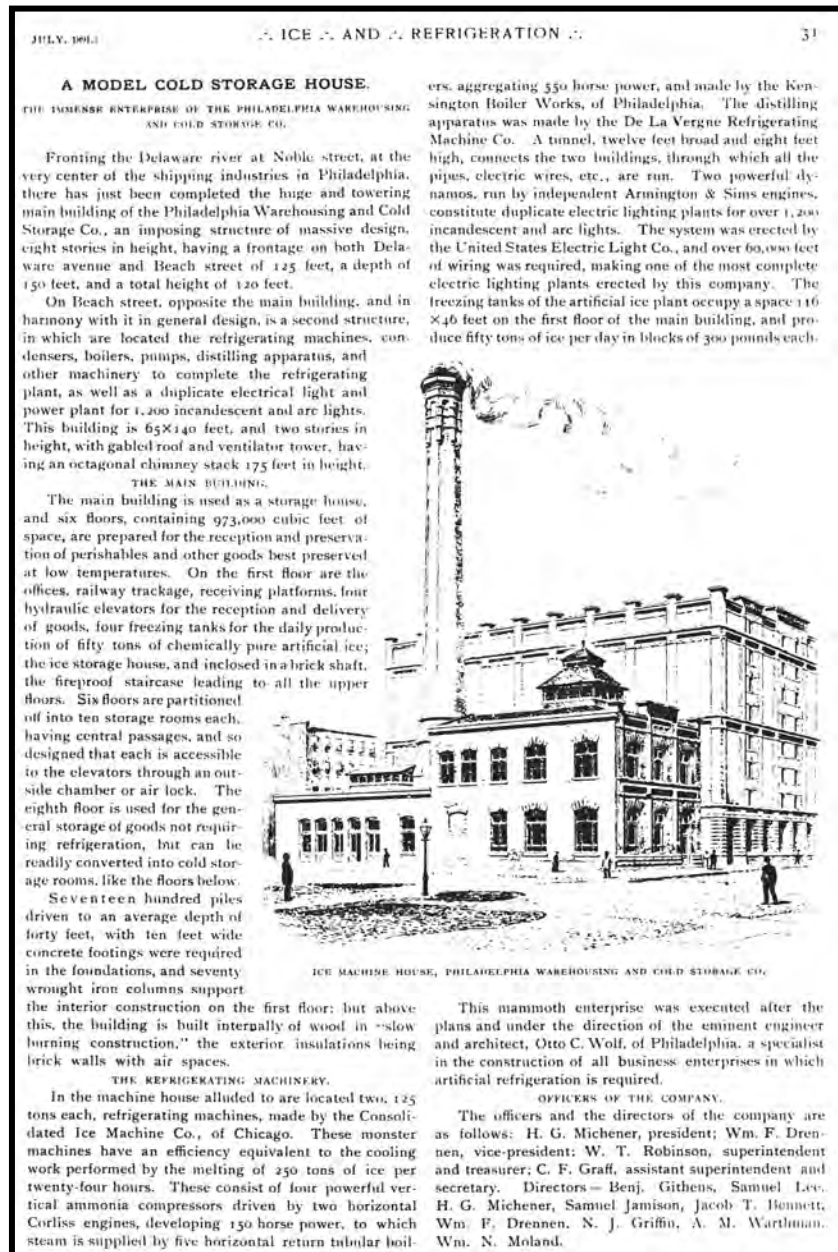 JULY, 1891.]
∴ ICE ∴ AND ∴ REFRIGERATION ∴
31
A MODEL COLD STORAGE HOUSE.
THE IMMENSE ENTERPRISE OF THE PHILADELPHIA WAREHOUSING
AND COLD STORAGE CO.
Fronting the Delaware river at Noble street, at the
very center of the shipping industries in Philadelphia,
there has just been completed the huge and towering
main building of the Philadelphia Warehousing and Cold
Storage Co., an imposing structure of massive design,
eight stories in height, having a frontage on both Dela-
ware avenue and Beach street of 125 feet, a depth of
150 feet, and a total height of 120 feet.
On Beach street, opposite the main building, and in
harmony with it in general design, is a second structure,
in which are located the refrigerating machines, con-
densers, boilers, pumps, distilling apparatus, and
other machinery to complete the refrigerating
plant, as well as a duplicate electrical light and
power plant for 1,200 incandescent and arc lights.
This building is 65×140 feet, and two stories in
height, with gabled roof and ventilator tower, hav-
ing an octagonal chimney stack 175 feet in height.
THE MAIN BUILDING.
The main building is used as a storage house,
and six floors, containing 973,000 cubic feet of
space, are prepared for the reception and preserva-
tion of perishables and other goods best preserved
at low temperatures. On the first floor are the
offices, railway trackage, receiving platforms, four
hydraulic elevators for the reception and delivery
of goods, four freezing tanks for the daily produc-
tion of fifty tons of chemically pure artificial ice;
the ice storage house, and inclosed in a brick shaft,
the fireproof staircase leading to all the upper
floors. Six floors are partitioned
off into ten storage rooms each,
having central passages, and so
designed that each is accessible
to the elevators through an out-
side chamber or air lock. The
eighth floor is used for the gen-
eral storage of goods not requir-
ing refrigeration, but can be
readily converted into cold stor-
age rooms, like the floors below.
Seventeen hundred piles
driven to an average depth of
forty feet, with ten feet wide
concrete footings were required
in the foundations, and seventy
wrought iron columns support
the interior construction on the first floor; but above
this, the building is built internally of wood in "slow
burning construction," the exterior insulations being
brick walls with air spaces.
THE REFRIGERATING MACHINERY.
In the machine house alluded to are located two, 125
tons each, refrigerating machines, made by the Consoli-
dated Ice Machine Co., of Chicago. These monster
machines have an efficiency equivalent to the cooling
work performed by the melting of 250 tons of ice per
twenty-four hours. These consist of four powerful ver-
tical ammonia compressors driven by two horizontal
Corliss engines, developing 150 horse power, to which
steam is supplied by five horizontal return tubular boil-
ers, aggregating 550 horse power, and made by the Ken-
sington Boiler Works, of Philadelphia. The distilling
apparatus was made by the De La Vergne Refrigerating
Machine Co. A tunnel, twelve feet broad and eight feet
high, connects the two buildings, through which all the
pipes, electric wires, etc., are run. Two powerful dy-
namos, run by independent Armington & Sims engines,
constitute duplicate electric lighting plants for over 1,200
incandescent and arc lights. The system was erected by
the United States Electric Light Co., and over 60,000 feet
of wiring was required, making one of the most complete
electric lighting plants erected by this company. The
freezing tanks of the artificial ice plant occupy a space 116
×46 feet on the first floor of the main building, and pro-
duce fifty tons of ice per day in blocks of 300 pounds each.
ICE MACHINE HOUSE, PHILADELPHIA WAREHOUSING AND COLD STORAGE CO.
This mammoth enterprise was executed after the
plans and under the direction of the eminent engineer
and architect, Otto C. Wolf, of Philadelphia, a specialist
in the construction of all business enterprises in which
artificial refrigeration is required.
OFFICERS OF THE COMPANY.
The officers and the directors of the company are
as follows: H. G. Michener, president; Wm. F. Dren-
nen, vice-president; W. T. Robinson, superintendent
and treasurer; C. F. Graff, assistant superintendent and
secretary. Directors — Benj. Githens, Samuel Lee,
H. G. Michener, Samuel Jamison, Jacob T. Bennett,
Wm. F. Drennen, N. J. Griffin, A. M. Warthman,
Wm. N. Moland.